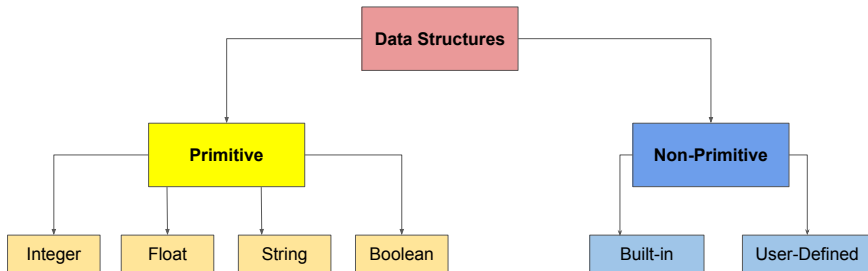 Data Structures
Primitive
Non-Primitive
Integer
Float
String
Boolean
Built-in
User-Defined